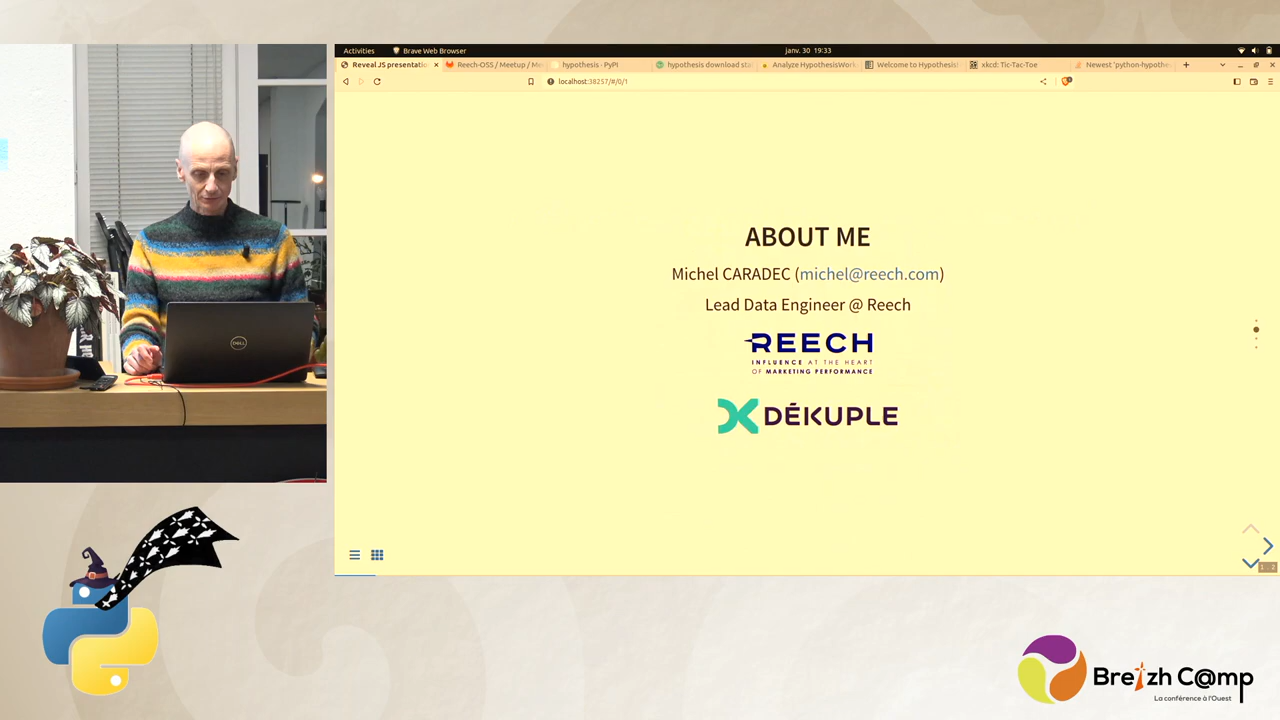 Activities
Brave Web Browser
janv. 30 19:33
Reveal JS presentatio
Reech-OSS / Meetup / Me
hypothesis · PyPI
hypothesis download sta
Analyze HypothesisWork
Welcome to Hypothesis!
xkcd: Tic-Tac-Toe
Newest 'python-hypothe
localhost:38257/#/0/1
ABOUT ME
Michel CARADEC (michel@reech.com)
Lead Data Engineer @ Reech
REECH
INFLUENCE AT THE HEART
OF MARKETING PERFORMANCE
DÉKUPLE
1 . 2
DELL
Breizh C@mp
La conférence à l'Ouest